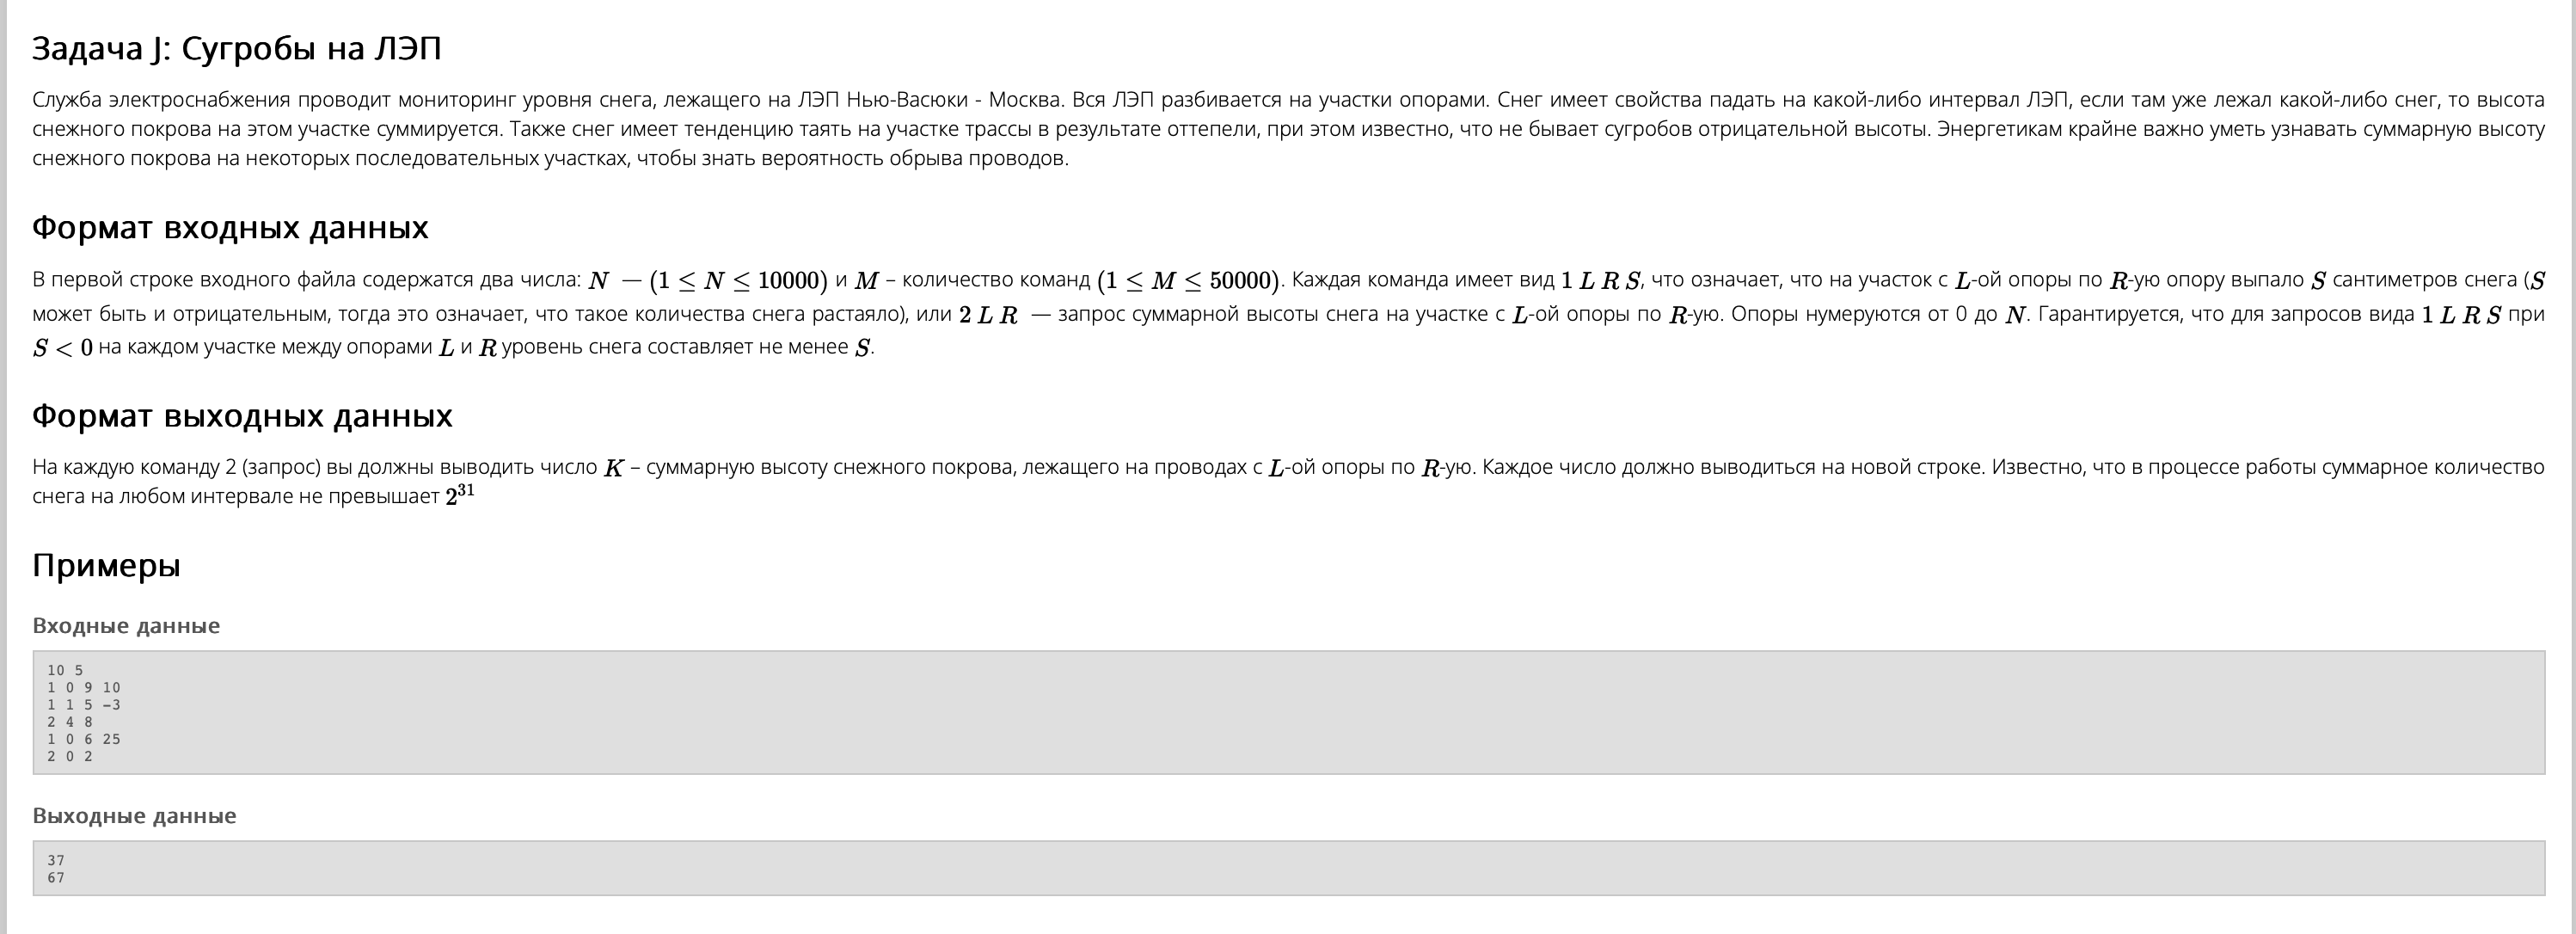 Задача J: Сугробы на ЛЭП
Служба электроснабжения проводит мониторинг уровня снега, лежащего на ЛЭП Нью-Васюки - Москва. Вся ЛЭП разбивается на участки опорами. Снег имеет свойства падать на какой-либо интервал ЛЭП, если там уже лежал какой-либо снег, то высота
снежного покрова на этом участке суммируется. Также снег имеет тенденцию таять на участке трассы в результате оттепели, при этом известно, что не бывает сугробов отрицательной высоты. Энергетикам крайне важно уметь узнавать суммарную высоту
снежного покрова на некоторых последовательных участках, чтобы знать вероятность обрыва проводов.
Формат входных данных
В первой строке входного файла содержатся два числа: N — (1 ≤ N ≤ 10000) и M – количество команд (1 ≤ M ≤ 50000). Каждая команда имеет вид 1 L R S, что означает, что на участок с L-ой опоры по R-ую опору выпало S сантиметров снега (S
может быть и отрицательным, тогда это означает, что такое количества снега растаяло), или 2 L R — запрос суммарной высоты снега на участке с L-ой опоры по R-ую. Опоры нумеруются от 0 до N. Гарантируется, что для запросов вида 1 L R S при
S < 0 на каждом участке между опорами L и R уровень снега составляет не менее S.
Формат выходных данных
На каждую команду 2 (запрос) вы должны выводить число K – суммарную высоту снежного покрова, лежащего на проводах с L-ой опоры по R-ую. Каждое число должно выводиться на новой строке. Известно, что в процессе работы суммарное количество
снега на любом интервале не превышает 2^31
Примеры
Входные данные
10 5
1 0 9 10
1 1 5 -3
2 4 8
1 0 6 25
2 0 2
Выходные данные
37
67